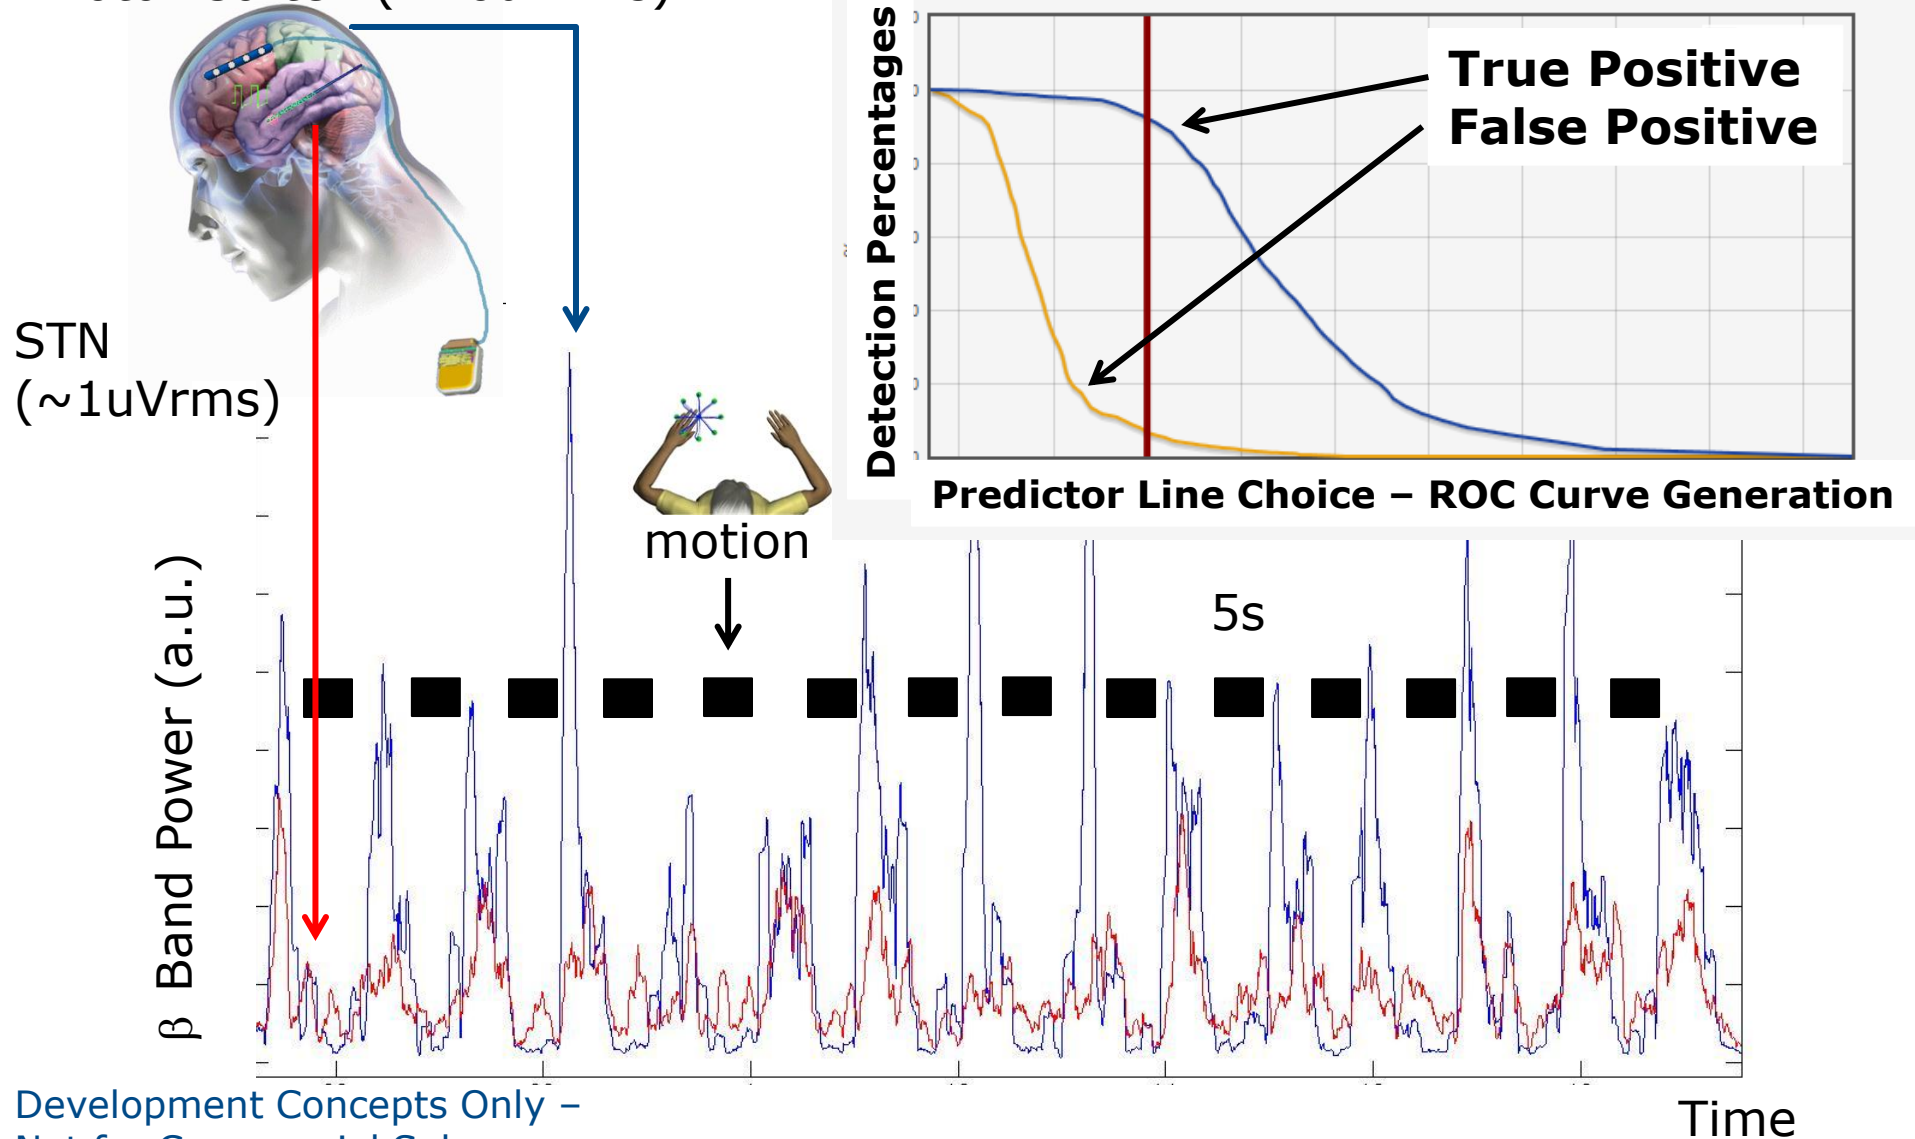 STN
(~1uVrms)
Detection Percentages
True Positive
False Positive
Predictor Line Choice – ROC Curve Generation
motion
5s
β Band Power (a.u.)
Time
Development Concepts Only –